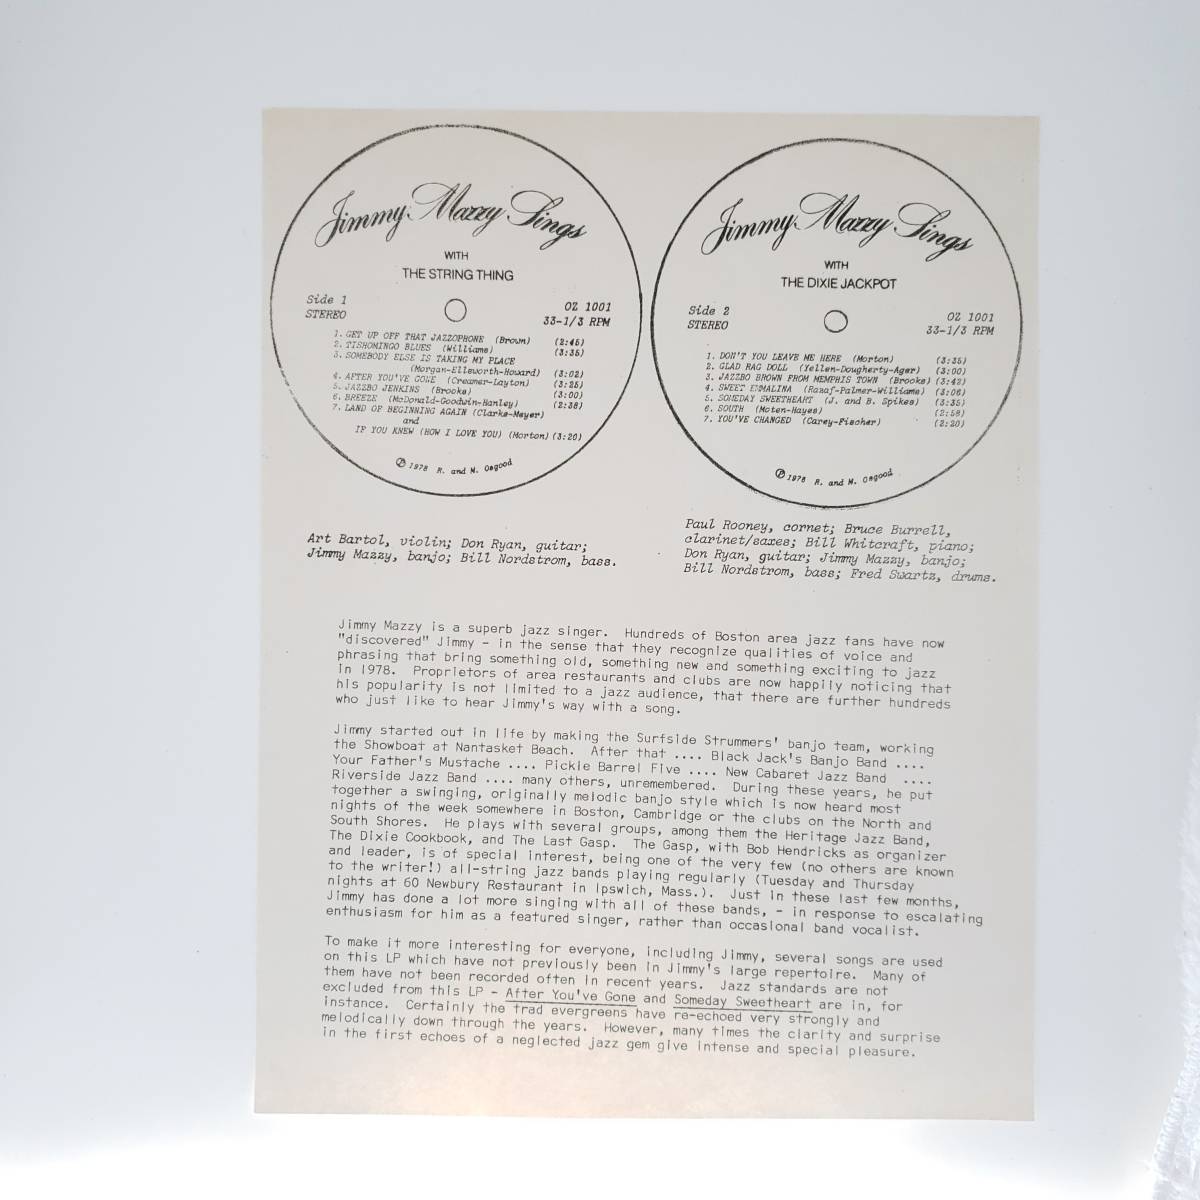 Jimmy Mazzy Sings
WITH
THE STRING THING
Side 1
STEREO
OZ 1001
33-1/3 RPM
1. GET UP OFF THAT JAZZOPHONE (Brown) (2:45)
2. TISHOMINGO BLUES (Williams) (3:35)
3. SOMEBODY ELSE IS TAKING MY PLACE
(Morgan-Ellsworth-Howard) (3:02)
4. AFTER YOU'VE GONE (Creamer-Layton) (3:25)
5. JAZZBO JENKINS (Brooks) (3:00)
6. BREEZE (McDonald-Goodwin-Hanley) (2:38)
7. LAND OF BEGINNING AGAIN (Clarke-Meyer)
and
IF YOU KNEW (HOW I LOVE YOU) (Morton) (3:20)
℗ 1978 R. and M. Osgood
Jimmy Mazzy Sings
WITH
THE DIXIE JACKPOT
Side 2
STEREO
OZ 1001
33-1/3 RPM
1. DON'T YOU LEAVE ME HERE (Morton) (3:35)
2. GLAD RAG DOLL (Yellen-Dougherty-Ager) (3:00)
3. JAZZBO BROWN FROM MEMPHIS TOWN (Brooks) (3:42)
4. SWEET EMMALINA (Razaf-Palmer-Williams) (3:06)
5. SOMEDAY SWEETHEART (J. and B. Spikes) (3:35)
6. SOUTH (Moten-Hayes) (2:58)
7. YOU'VE CHANGED (Carey-Fischer) (2:20)
℗ 1978 R. and M. Osgood
Art Bartol, violin; Don Ryan, guitar;
Jimmy Mazzy, banjo; Bill Nordstrom, bass.
Paul Rooney, cornet; Bruce Burrell,
clarinet/saxes; Bill Whitcraft, piano;
Don Ryan, guitar; Jimmy Mazzy, banjo;
Bill Nordstrom, bass; Fred Swartz, drums.
Jimmy Mazzy is a superb jazz singer. Hundreds of Boston area jazz fans have now
"discovered" Jimmy - in the sense that they recognize qualities of voice and
phrasing that bring something old, something new and something exciting to jazz
in 1978. Proprietors of area restaurants and clubs are now happily noticing that
his popularity is not limited to a jazz audience, that there are further hundreds
who just like to hear Jimmy's way with a song.
Jimmy started out in life by making the Surfside Strummers' banjo team, working
the Showboat at Nantasket Beach. After that .... Black Jack's Banjo Band ....
Your Father's Mustache .... Pickle Barrel Five .... New Cabaret Jazz Band ....
Riverside Jazz Band .... many others, unremembered. During these years, he put
together a swinging, originally melodic banjo style which is now heard most
nights of the week somewhere in Boston, Cambridge or the clubs on the North and
South Shores. He plays with several groups, among them the Heritage Jazz Band,
The Dixie Cookbook, and The Last Gasp. The Gasp, with Bob Hendricks as organizer
and leader, is of special interest, being one of the very few (no others are known
to the writer!) all-string jazz bands playing regularly (Tuesday and Thursday
nights at 60 Newbury Restaurant in Ipswich, Mass.). Just in these last few months,
Jimmy has done a lot more singing with all of these bands, - in response to escalating
enthusiasm for him as a featured singer, rather than occasional band vocalist.
To make it more interesting for everyone, including Jimmy, several songs are used
on this LP which have not previously been in Jimmy's large repertoire. Many of
them have not been recorded often in recent years. Jazz standards are not
excluded from this LP - After You've Gone and Someday Sweetheart are in, for
instance. Certainly the trad evergreens have re-echoed very strongly and
melodically down through the years. However, many times the clarity and surprise
in the first echoes of a neglected jazz gem give intense and special pleasure.